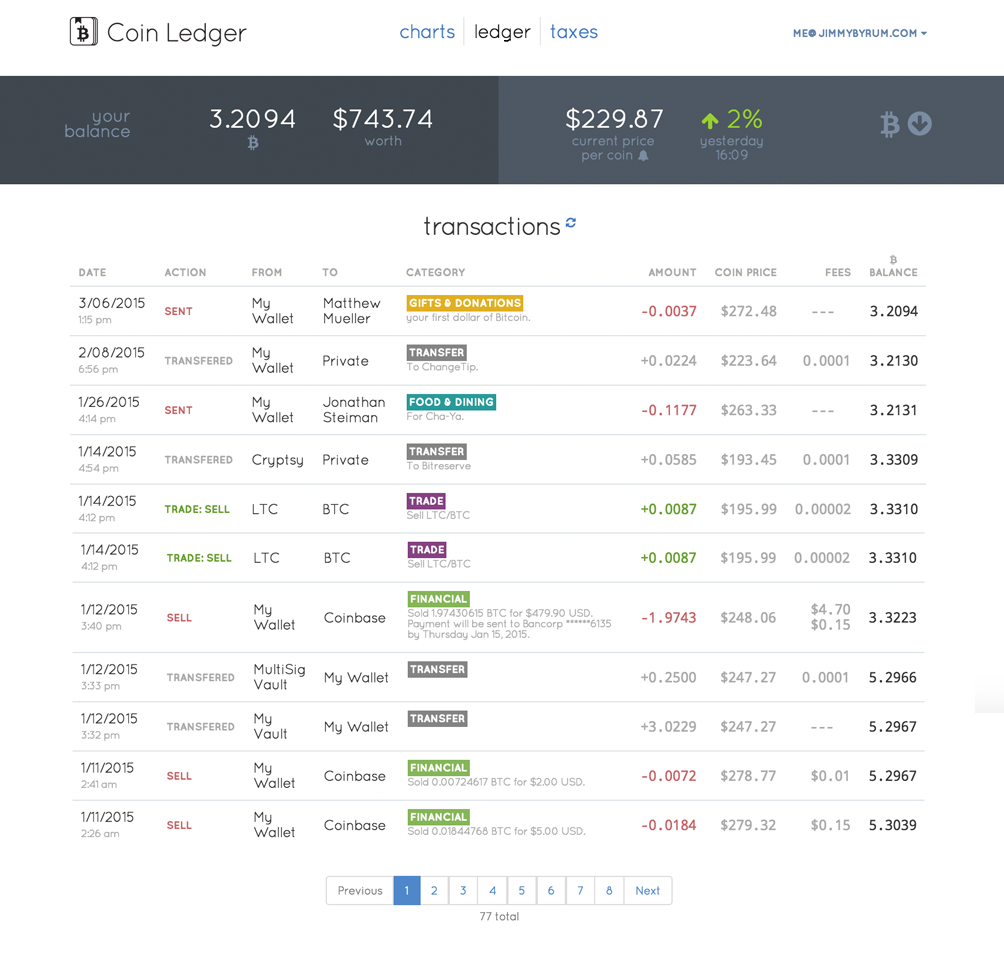 Coin Ledger
charts ledger taxes
ME@JIMMYBYRUM.COM
your
balance
3.2094
$743.74
worth
$229.87
current price
per coin
2%
yesterday
16:09
transactions
DATE ACTION FROM TO CATEGORY AMOUNT COIN PRICE FEES BALANCE
3/06/2015
1:15 pm
SENT
My
Wallet
Matthew
Mueller
GIFTS & DONATIONS
your first dollar of Bitcoin.
-0.0037 $272.48 --- 3.2094
2/08/2015
6:56 pm
TRANSFERED
My
Wallet
Private
TRANSFER
To ChangeTip.
+0.0224 $223.64 0.0001 3.2130
1/26/2015
4:14 pm
SENT
My
Wallet
Jonathan
Steiman
FOOD & DINING
For Cha-Ya.
-0.1177 $263.33 --- 3.2131
1/14/2015
4:54 pm
TRANSFERED
Cryptsy
Private
TRANSFER
To Bitreserve
+0.0585 $193.45 0.0001 3.3309
1/14/2015
4:12 pm
TRADE: SELL
LTC
BTC
TRADE
Sell LTC/BTC
+0.0087 $195.99 0.00002 3.3310
1/14/2015
4:12 pm
TRADE: SELL
LTC
BTC
TRADE
Sell LTC/BTC
+0.0087 $195.99 0.00002 3.3310
1/12/2015
3:40 pm
SELL
My
Wallet
Coinbase
FINANCIAL
Sold 1.97430615 BTC for $479.90 USD.
Payment will be sent to Bancorp ******6135
by Thursday Jan 15, 2015.
-1.9743 $248.06
$4.70
$0.15
3.3223
1/12/2015
3:33 pm
TRANSFERED
MultiSig
Vault
My Wallet
TRANSFER
+0.2500 $247.27 0.0001 5.2966
1/12/2015
3:32 pm
TRANSFERED
My
Vault
My Wallet
TRANSFER
+3.0229 $247.27 --- 5.2967
1/11/2015
2:41 am
SELL
My
Wallet
Coinbase
FINANCIAL
Sold 0.00724617 BTC for $2.00 USD.
-0.0072 $278.77 $0.01 5.2967
1/11/2015
2:26 am
SELL
My
Wallet
Coinbase
FINANCIAL
Sold 0.01844768 BTC for $5.00 USD.
-0.0184 $279.32 $0.15 5.3039
Previous 1 2 3 4 5 6 7 8 Next
77 total